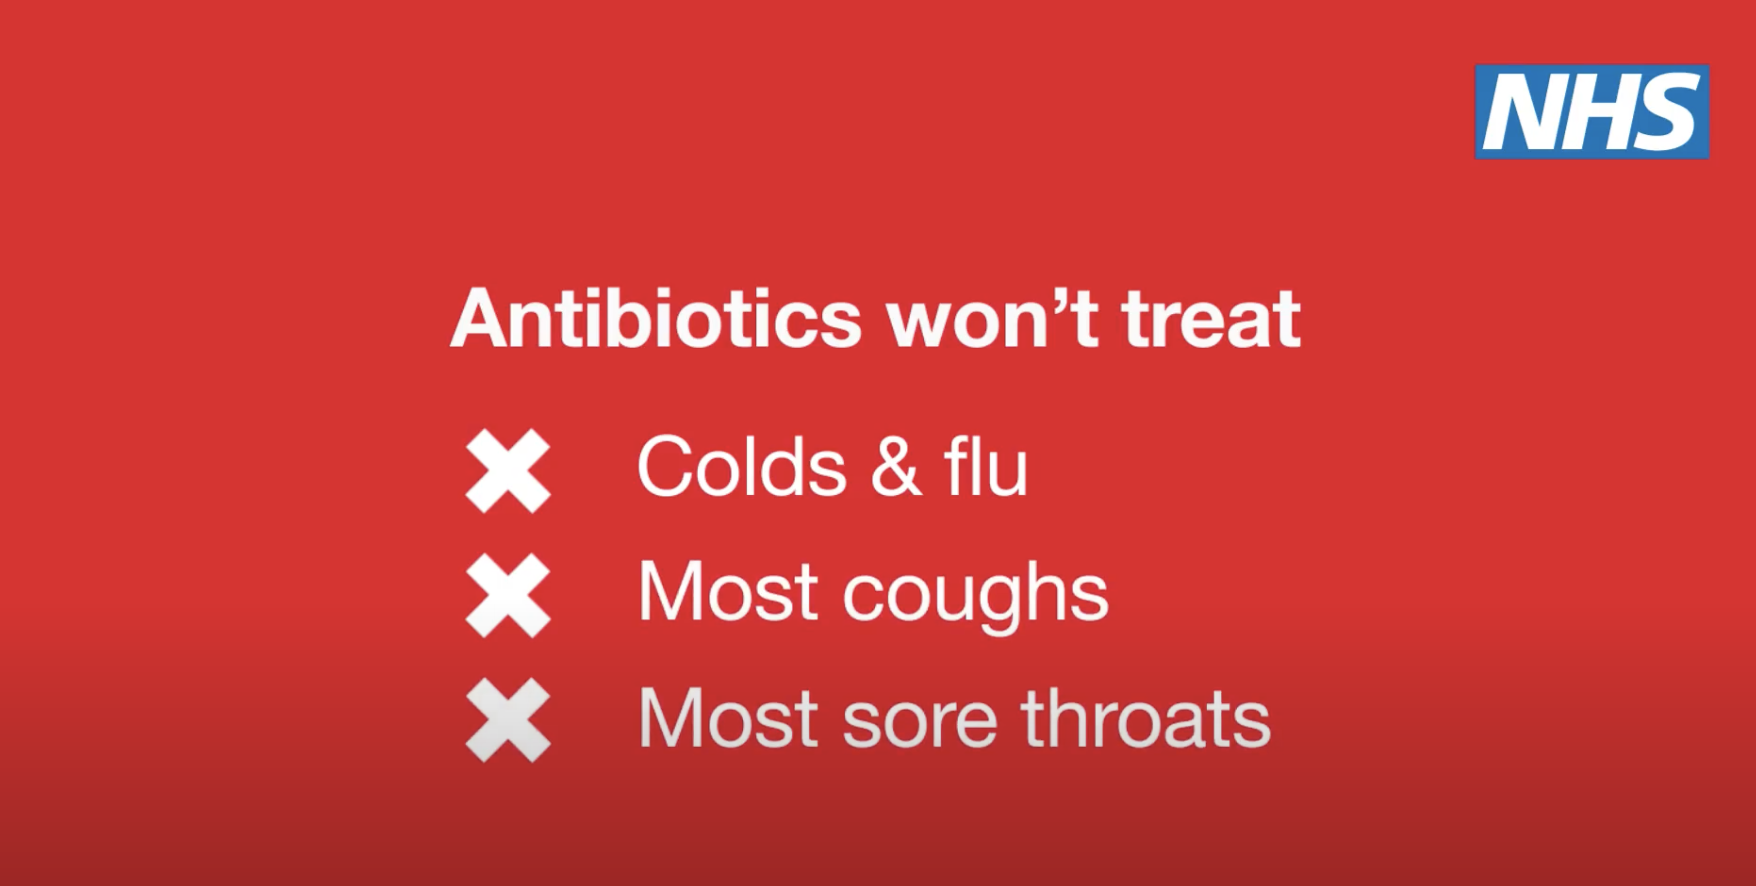 NHS
Antibiotics won’t treat
Colds & flu
Most coughs
Most sore throats